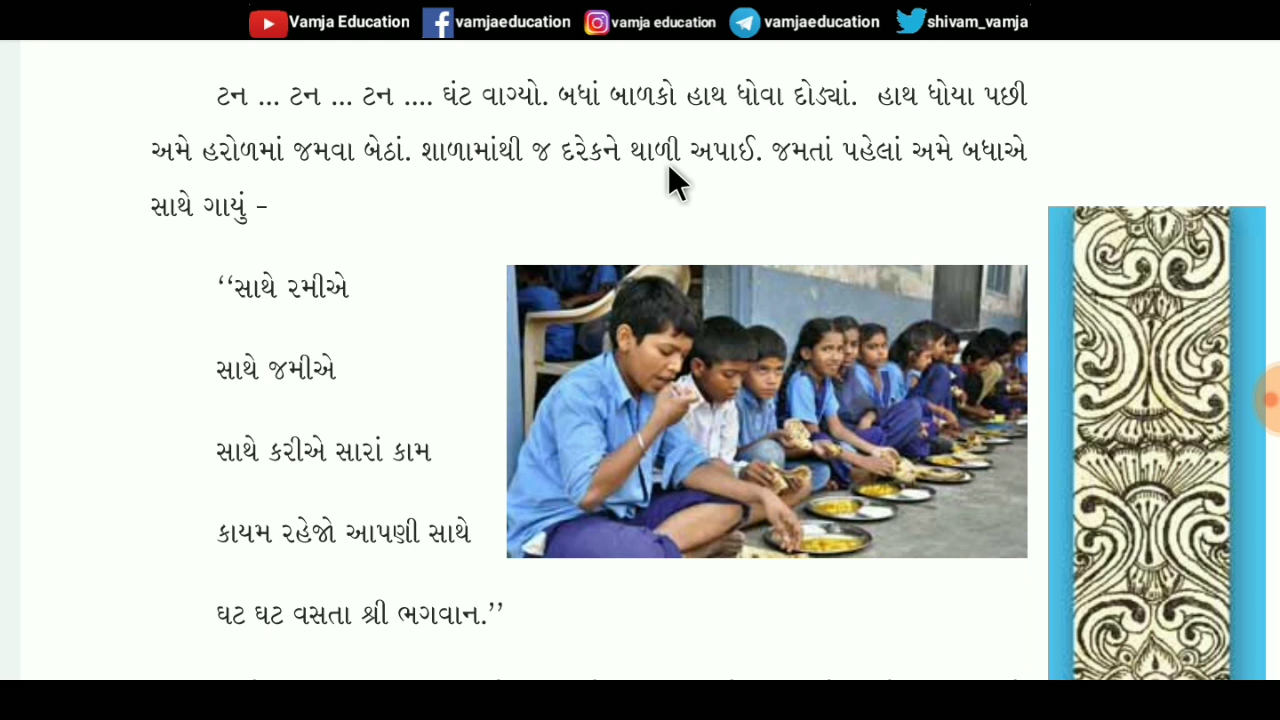 Vamja Education vamjaeducation vamja education vamjaeducation shivam_vamja
ટન ... ટન ... ટન .... ઘંટ વાગ્યો. બધાં બાળકો હાથ ધોવા દોડ્યાં. હાથ ધોયા પછી
અમે હરોળમાં જમવા બેઠાં. શાળામાંથી જ દરેકને થાળી અપાઈ. જમતાં પહેલાં અમે બધાએ
સાથે ગાયું –
‘‘સાથે રમીએ
સાથે જમીએ
સાથે કરીએ સારાં કામ
કાયમ રહેજો આપણી સાથે
ઘટ ઘટ વસતા શ્રી ભગવાન.’’